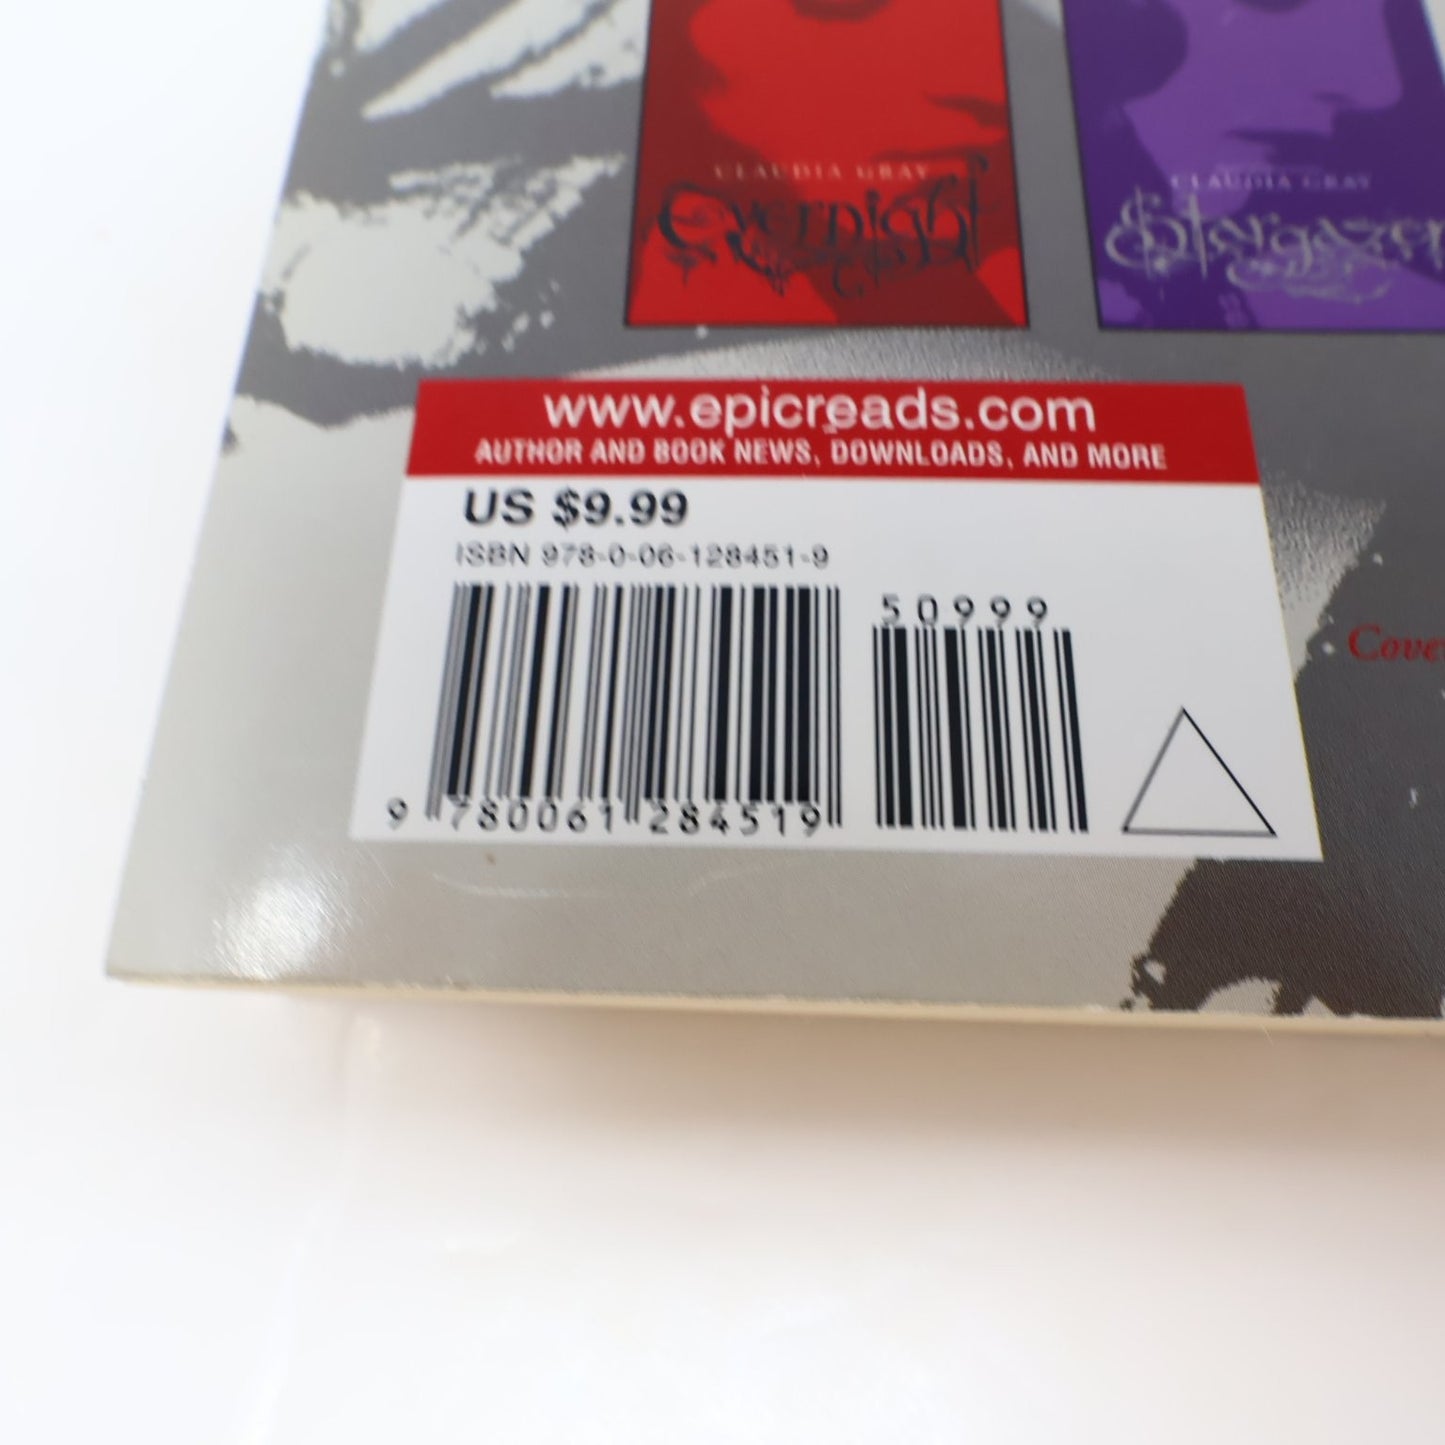 CLAUDIA GRAY
Evernight
CLAUDIA GRAY
Stargazer
www.epicreads.com
AUTHOR AND BOOK NEWS, DOWNLOADS, AND MORE
US $9.99
ISBN 978-0-06-128451-9
50999
9 780061 284519